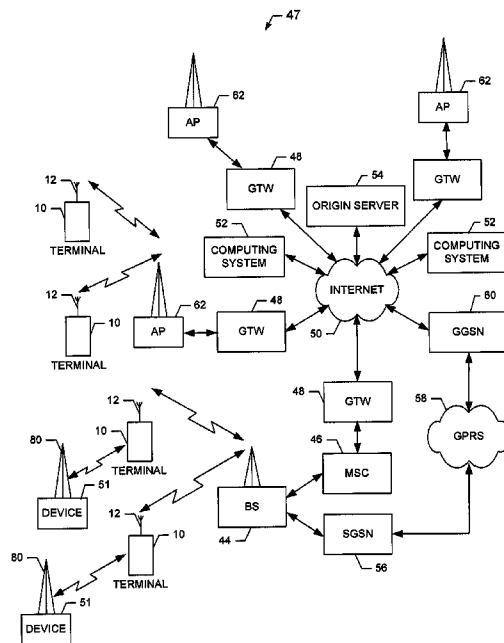 47
62
AP
62
AP
48
GTW
54
ORIGIN SERVER
GTW
12
10
TERMINAL
52
COMPUTING SYSTEM
52
COMPUTING SYSTEM
INTERNET
50
12
10
TERMINAL
62
AP
48
GTW
60
GGSN
48
GTW
58
GPRS
12
10
TERMINAL
80
51
DEVICE
46
MSC
BS
44
12
10
TERMINAL
SGSN
56
80
51
DEVICE